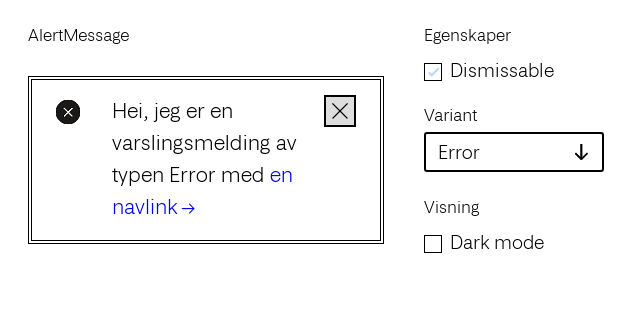 AlertMessage
Hei, jeg er en
varslingsmelding av
typen Error med en
navlink→
Egenskaper
Dismissable
Variant
Error
Visning
Dark mode